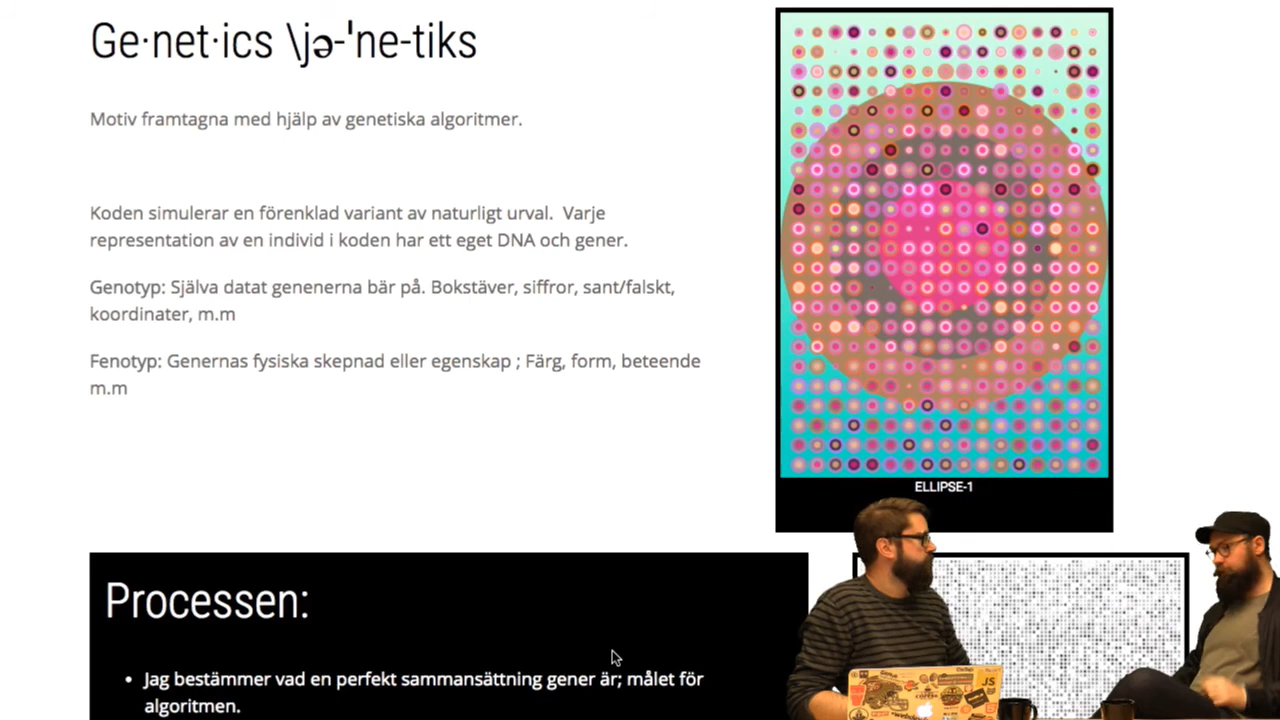 Ge·net·ics \jə-ˈne-tiks
Motiv framtagna med hjälp av genetiska algoritmer.
Koden simulerar en förenklad variant av naturligt urval.  Varje
representation av en individ i koden har ett eget DNA och gener.
Genotyp: Själva datat genenerna bär på. Bokstäver, siffror, sant/falskt,
koordinater, m.m
Fenotyp: Genernas fysiska skepnad eller egenskap ; Färg, form, beteende
m.m
ELLIPSE-1
Processen:
• Jag bestämmer vad en perfekt sammansättning gener är; målet för
algoritmen.
JS